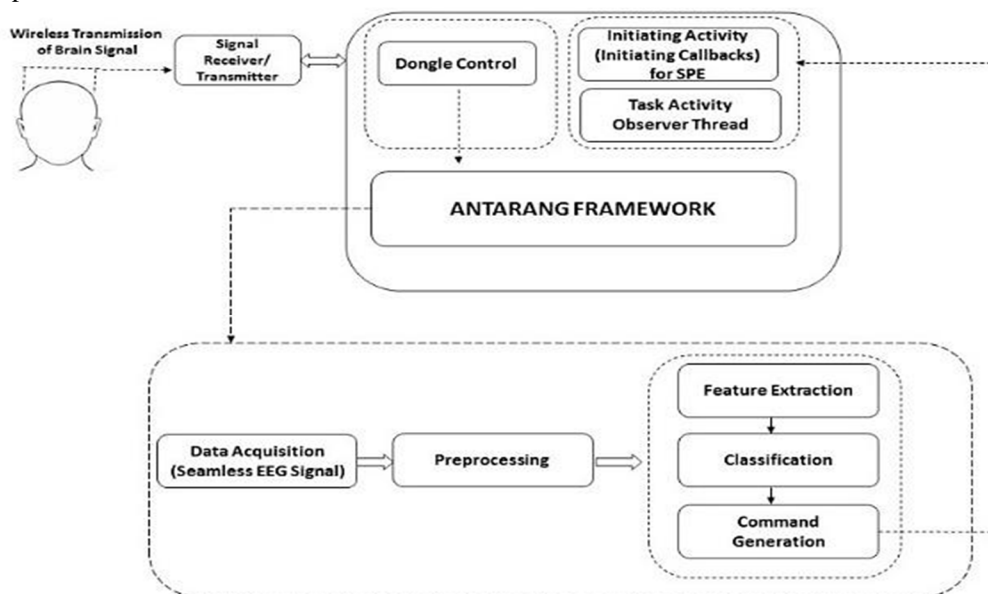 Wireless Transmission
of Brain Signal
Signal
Receiver/
Transmitter
Dongle Control
Initiating Activity
(Initiating Callbacks)
for SPE
Task Activity
Observer Thread
ANTARANG FRAMEWORK
Data Acquisition
(Seamless EEG Signal)
Preprocessing
Feature Extraction
Classification
Command
Generation